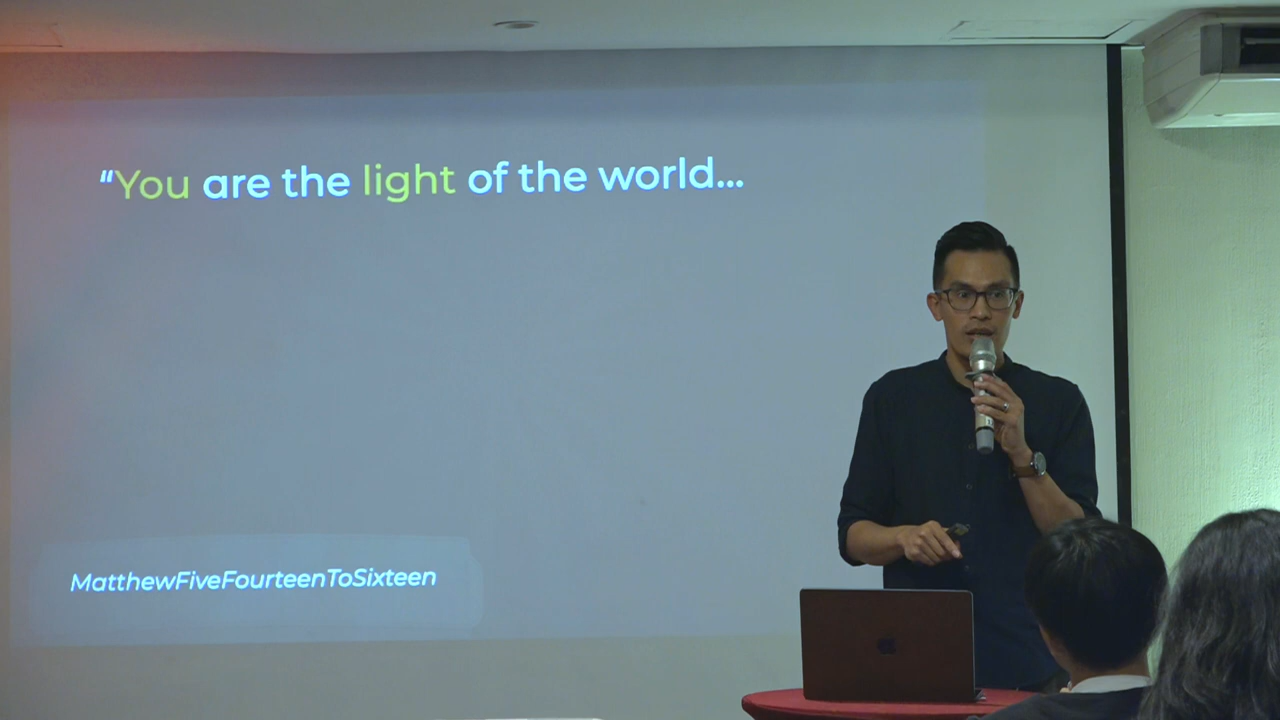 “You are the light of the world...
MatthewFiveFourteenToSixteen